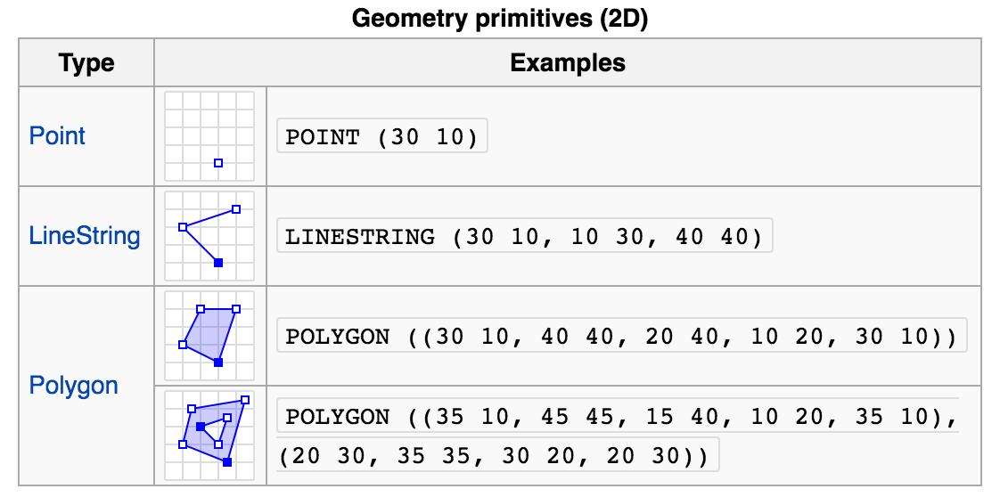 Geometry primitives (2D)
Type Examples
Point POINT (30 10)
LineString LINESTRING (30 10, 10 30, 40 40)
POLYGON ((30 10, 40 40, 20 40, 10 20, 30 10))
Polygon
POLYGON ((35 10, 45 45, 15 40, 10 20, 35 10),
(20 30, 35 35, 30 20, 20 30))